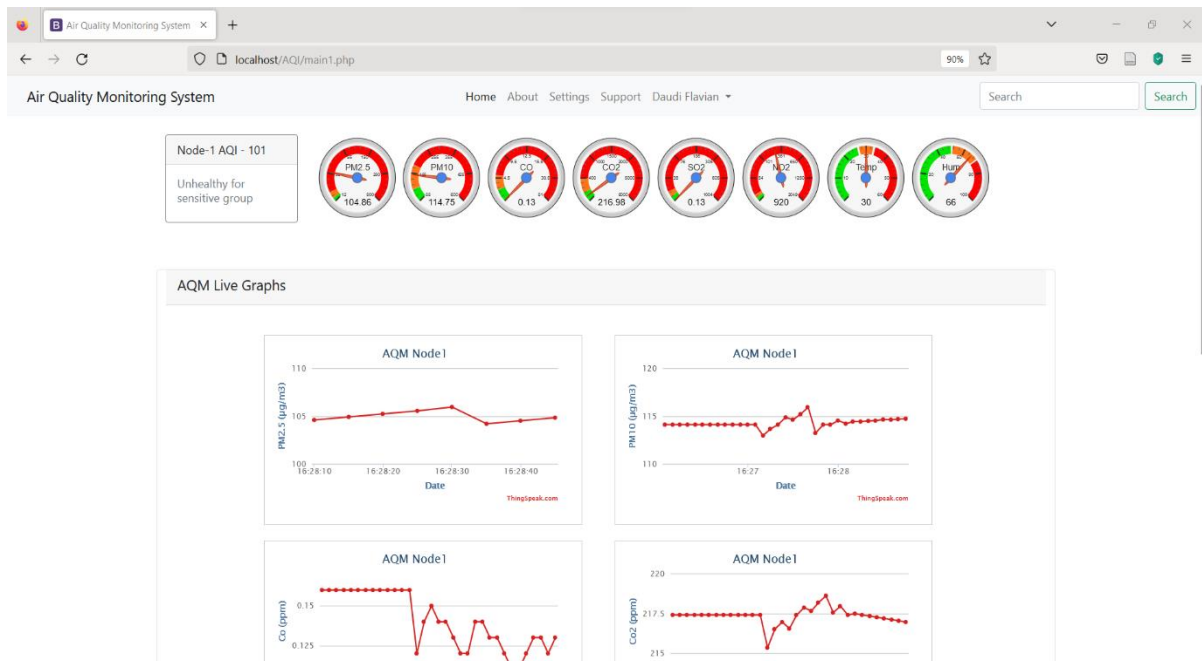 Air Quality Monitoring System
localhost/AQI/main1.php
90%
Air Quality Monitoring System
Home About Settings Support Daudi Flavian
Search
Search
Node-1 AQI - 101
Unhealthy for
sensitive group
PM2.5
104.86
PM10
114.75
CO
0.13
CO2
216.98
SO2
0.13
NO2
920
Temp
30
Hum
66
AQM Live Graphs
AQM Node1
110
105
100
PM2.5 (µg/m3)
16:28:10 16:28:20 16:28:30 16:28:40
Date
ThingSpeak.com
AQM Node1
120
115
110
PM10 (µg/m3)
16:27 16:28
Date
ThingSpeak.com
AQM Node1
0.15
0.125
Co (ppm)
AQM Node1
220
217.5
215
Co2 (ppm)